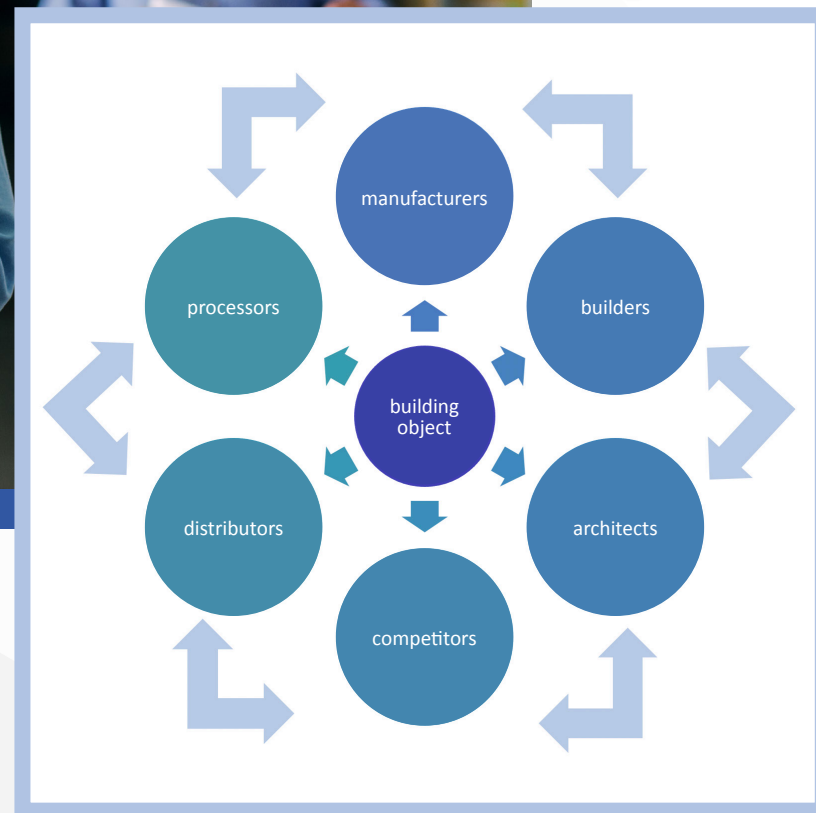 manufacturers
processors
builders
building
object
distributors
architects
competitors